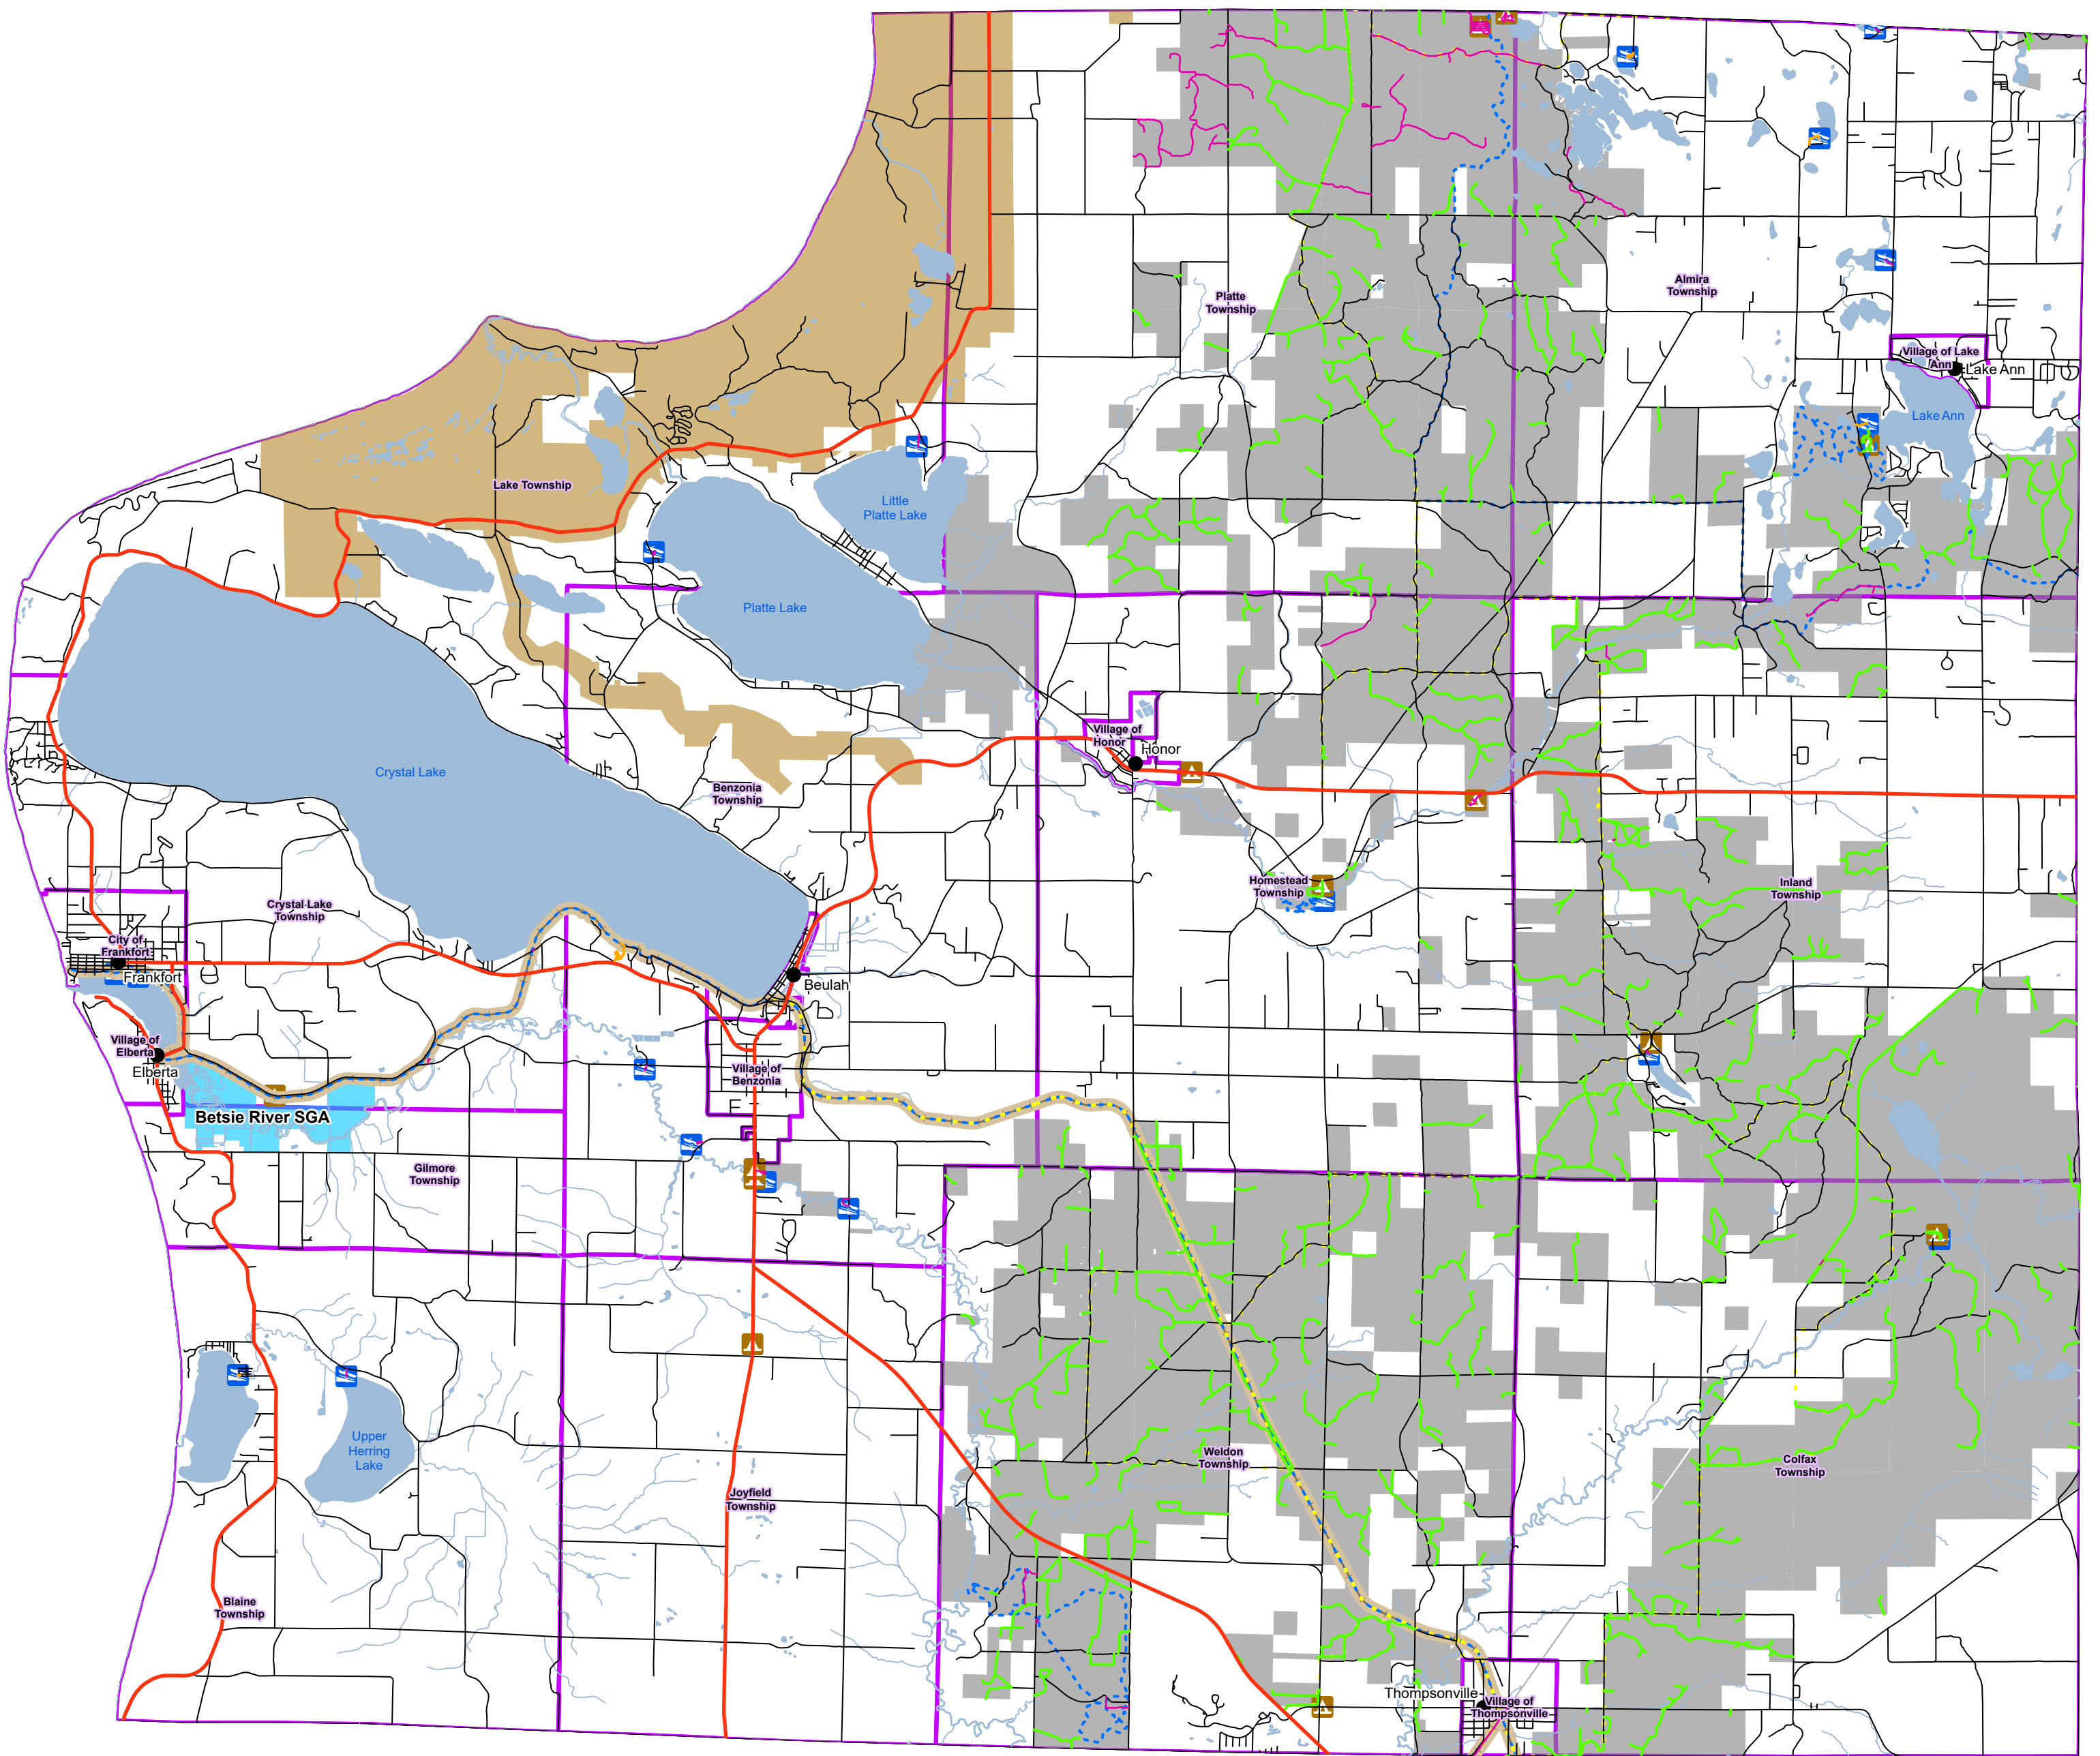 Almira
Township
Platte
Township
Village of Lake
Ann
Lake Ann
Lake Ann
Lake Township
Little
Platte Lake
Platte Lake
Village of
Honor
Honor
Crystal Lake
Benzonia
Township
Homestead
Township
Inland
Township
Crystal Lake
Township
City of
Frankfort
Frankfort
Beulah
Village of
Elberta
Elberta
Village of
Benzonia
Betsie River SGA
Gilmore
Township
Upper
Herring
Lake
Weldon
Township
Colfax
Township
Joyfield
Township
Blaine
Township
Thompsonville
Village of
Thompsonville